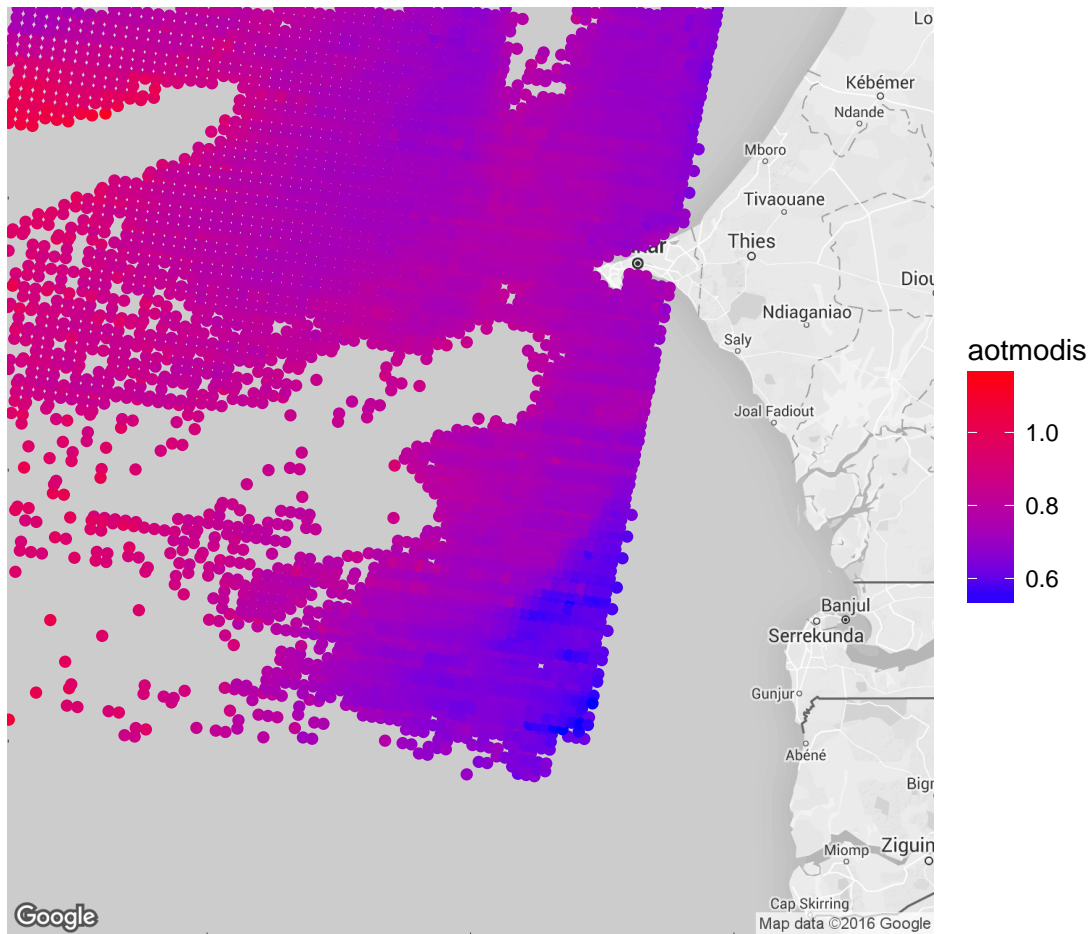 Lo
Kébémer
Ndande
Mboro
Tivaouane
Thies
Diou
Ndiaganiao
Saly
Joal Fadiout
Banjul
Serrekunda
Gunjur
Abéné
Bign
Miomp
Ziguin
Cap Skirring
Google
Map data ©2016 Google
aotmodis
1.0
0.8
0.6